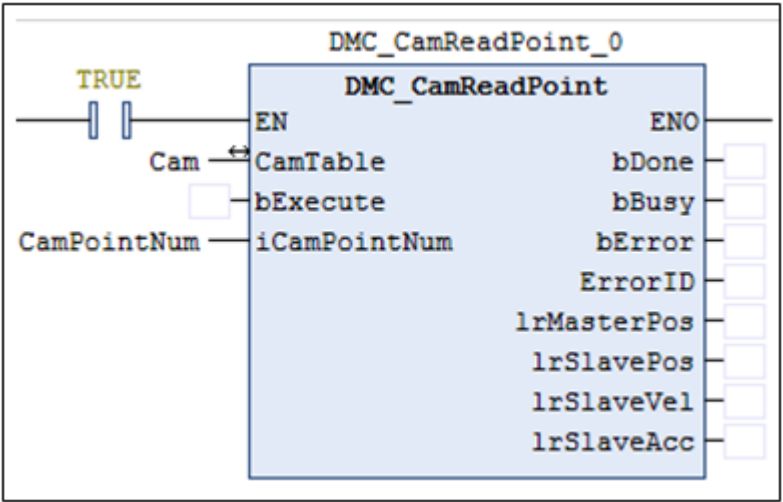 DMC_CamReadPoint_0
TRUE
DMC_CamReadPoint
EN ENO
Cam CamTable bDone
bExecute bBusy
CamPointNum iCamPointNum bError
ErrorID
lrMasterPos
lrSlavePos
lrSlaveVel
lrSlaveAcc